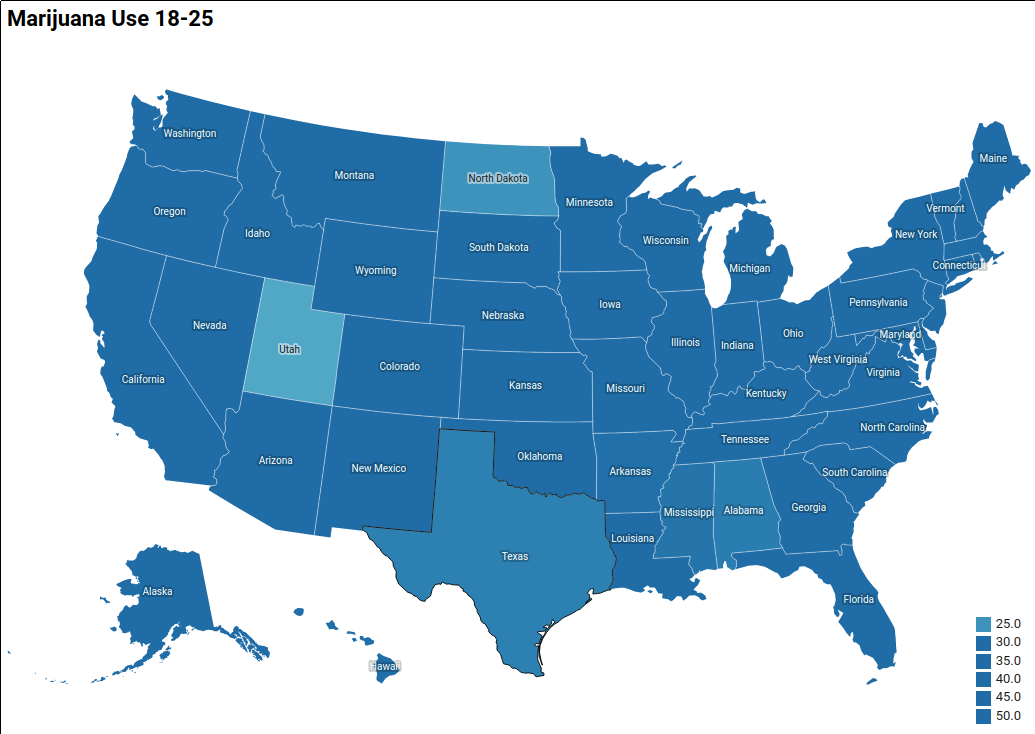 Marijuana Use 18-25
Washington
Maine
Montana
North Dakota
Minnesota
Vermont
Oregon
Idaho
New York
Wisconsin
South Dakota
Michigan
Connecticut
Wyoming
Iowa
Pennsylvania
Nebraska
Nevada
Ohio
Maryland
Illinois
Indiana
Utah
West Virginia
Colorado
Virginia
California
Kansas
Missouri
Kentucky
North Carolina
Tennessee
Oklahoma
Arizona
New Mexico
Arkansas
South Carolina
Georgia
Mississippi
Alabama
Louisiana
Texas
Alaska
Florida
Hawaii
25.0
30.0
35.0
40.0
45.0
50.0